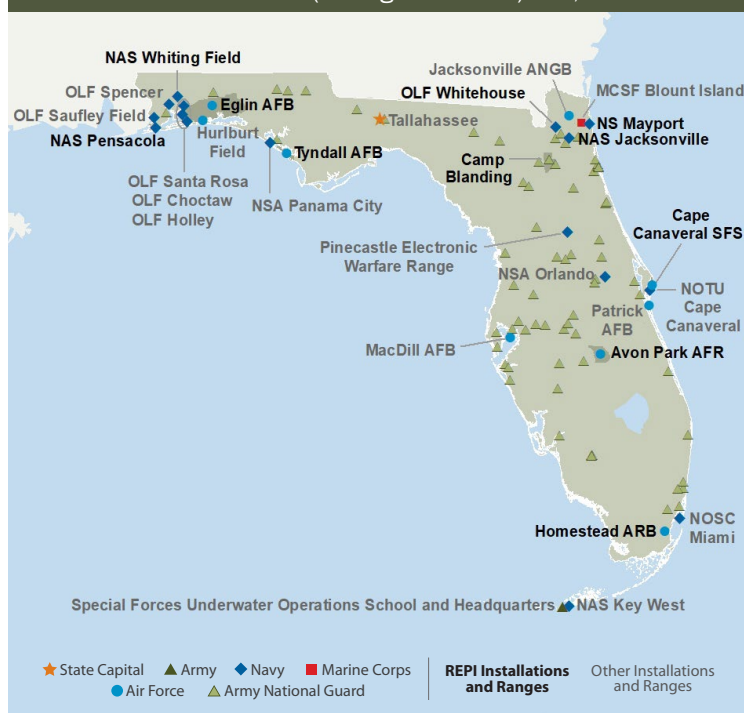 NAS Whiting Field
Jacksonville ANGB
OLF Spencer
OLF Whitehouse
MCSF Blount Island
Eglin AFB
OLF Saufley Field
Tallahassee
NS Mayport
NAS Pensacola
Hurlburt
Field
NAS Jacksonville
Tyndall AFB
Camp
Blanding
OLF Santa Rosa
OLF Choctaw
OLF Holley
NSA Panama City
Cape
Canaveral SFS
Pinecastle Electronic
Warfare Range
NSA Orlando
NOTU
Cape
Canaveral
Patrick
AFB
MacDill AFB
Avon Park AFR
Homestead ARB
NOSC
Miami
Special Forces Underwater Operations School and Headquarters
NAS Key West
State Capital
Army
Navy
Marine Corps
Air Force
Army National Guard
REPI Installations
and Ranges
Other Installations
and Ranges